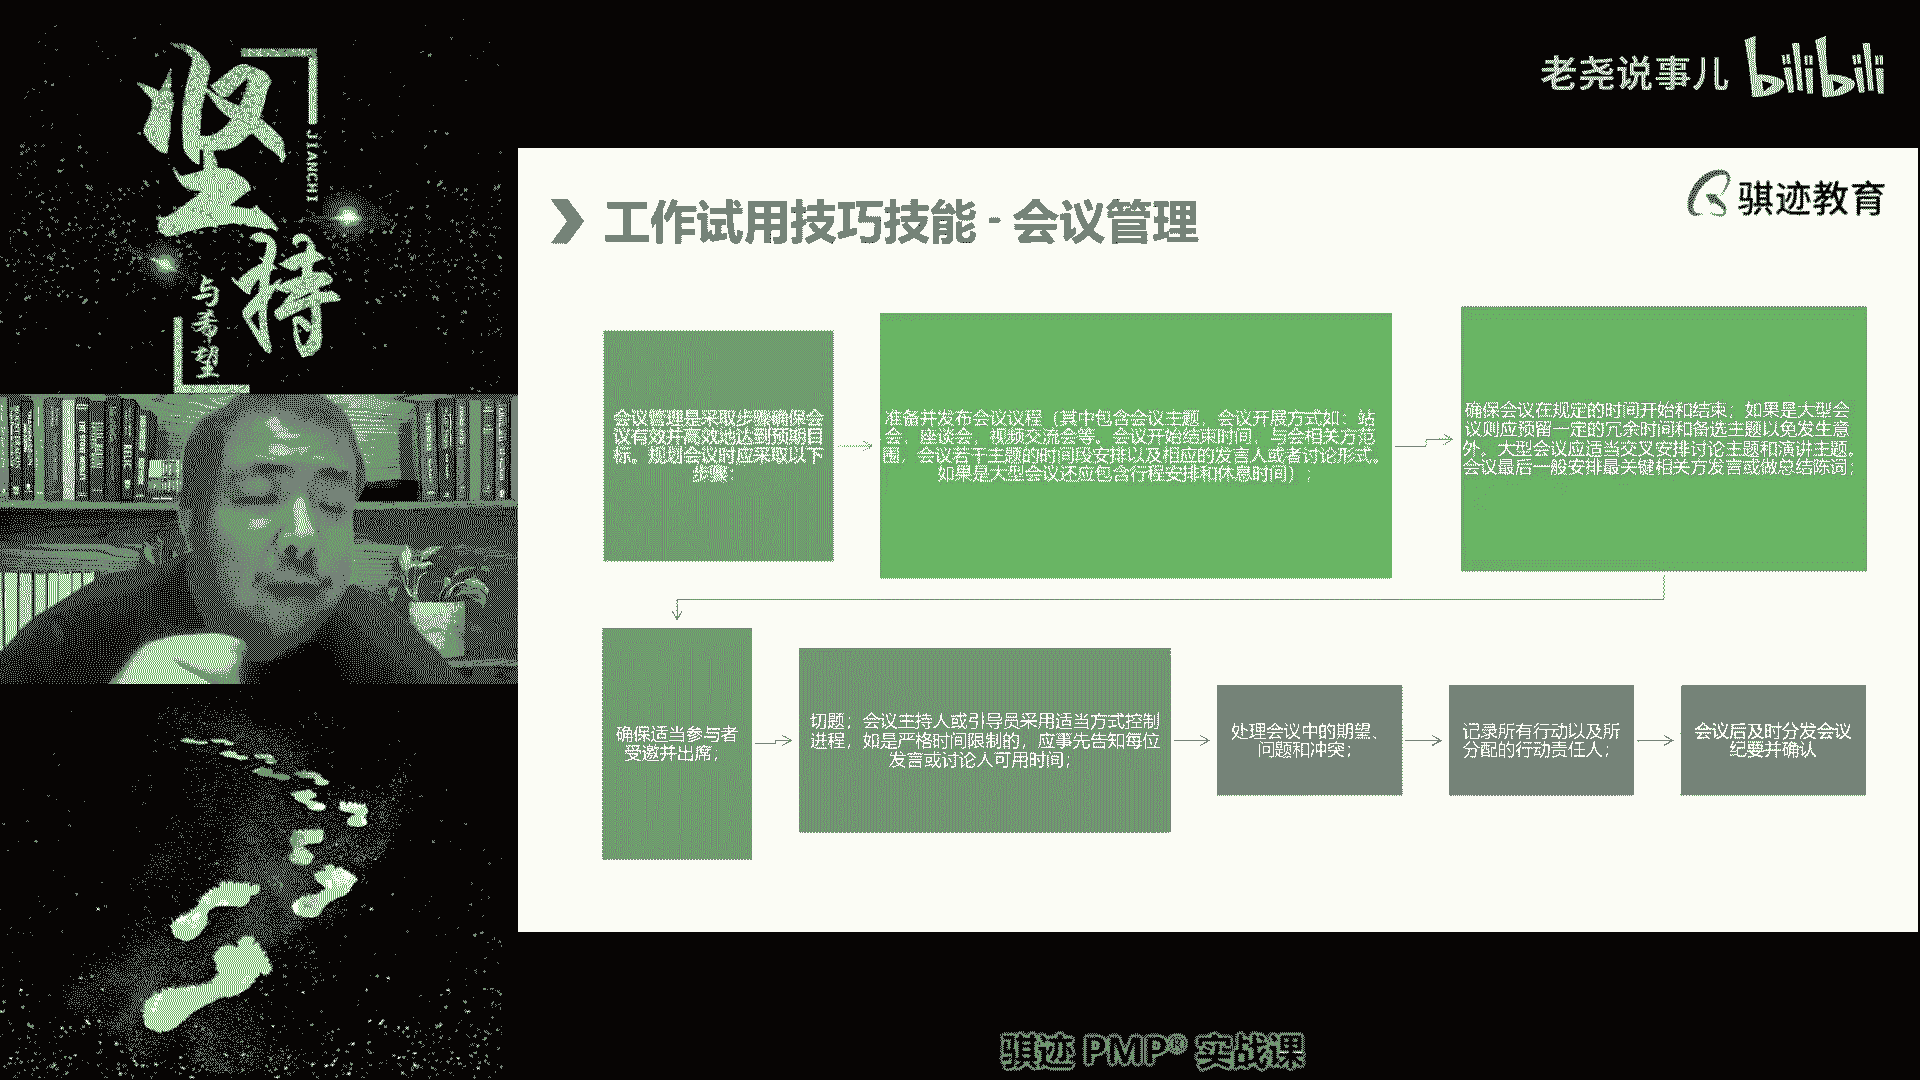 坚持
JIANCHI
与希望
老尧说事儿 bilibili
骐迹教育
工作试用技巧技能 - 会议管理
会议管理是采取步骤确保会
议有效并高效地达到预期目
标。规划会议时应采取以下
步骤：
准备并发布会议议程（其中包含会议主题，会议开展方式如：站
会，座谈会，视频交流会等。会议开始结束时间，与会相关方范
围，会议若干主题的时间段安排以及相应的发言人或者讨论形式。
如果是大型会议还应包含行程安排和休息时间）；
确保会议在规定的时间开始和结束；如果是大型会
议则应预留一定的冗余时间和备选主题以免发生意
外。大型会议应适当交叉安排讨论主题和演讲主题。
会议最后一般安排最关键相关方发言或做总结陈词；
确保适当参与者
受邀并出席；
切题；会议主持人或引导员采用适当方式控制
进程；如是严格时间限制的，应事先告知每位
发言或讨论人可用时间；
处理会议中的期望、
问题和冲突；
记录所有行动以及所
分配的行动责任人；
会议后及时分发会议
纪要并确认
骐迹 PMP® 实战课